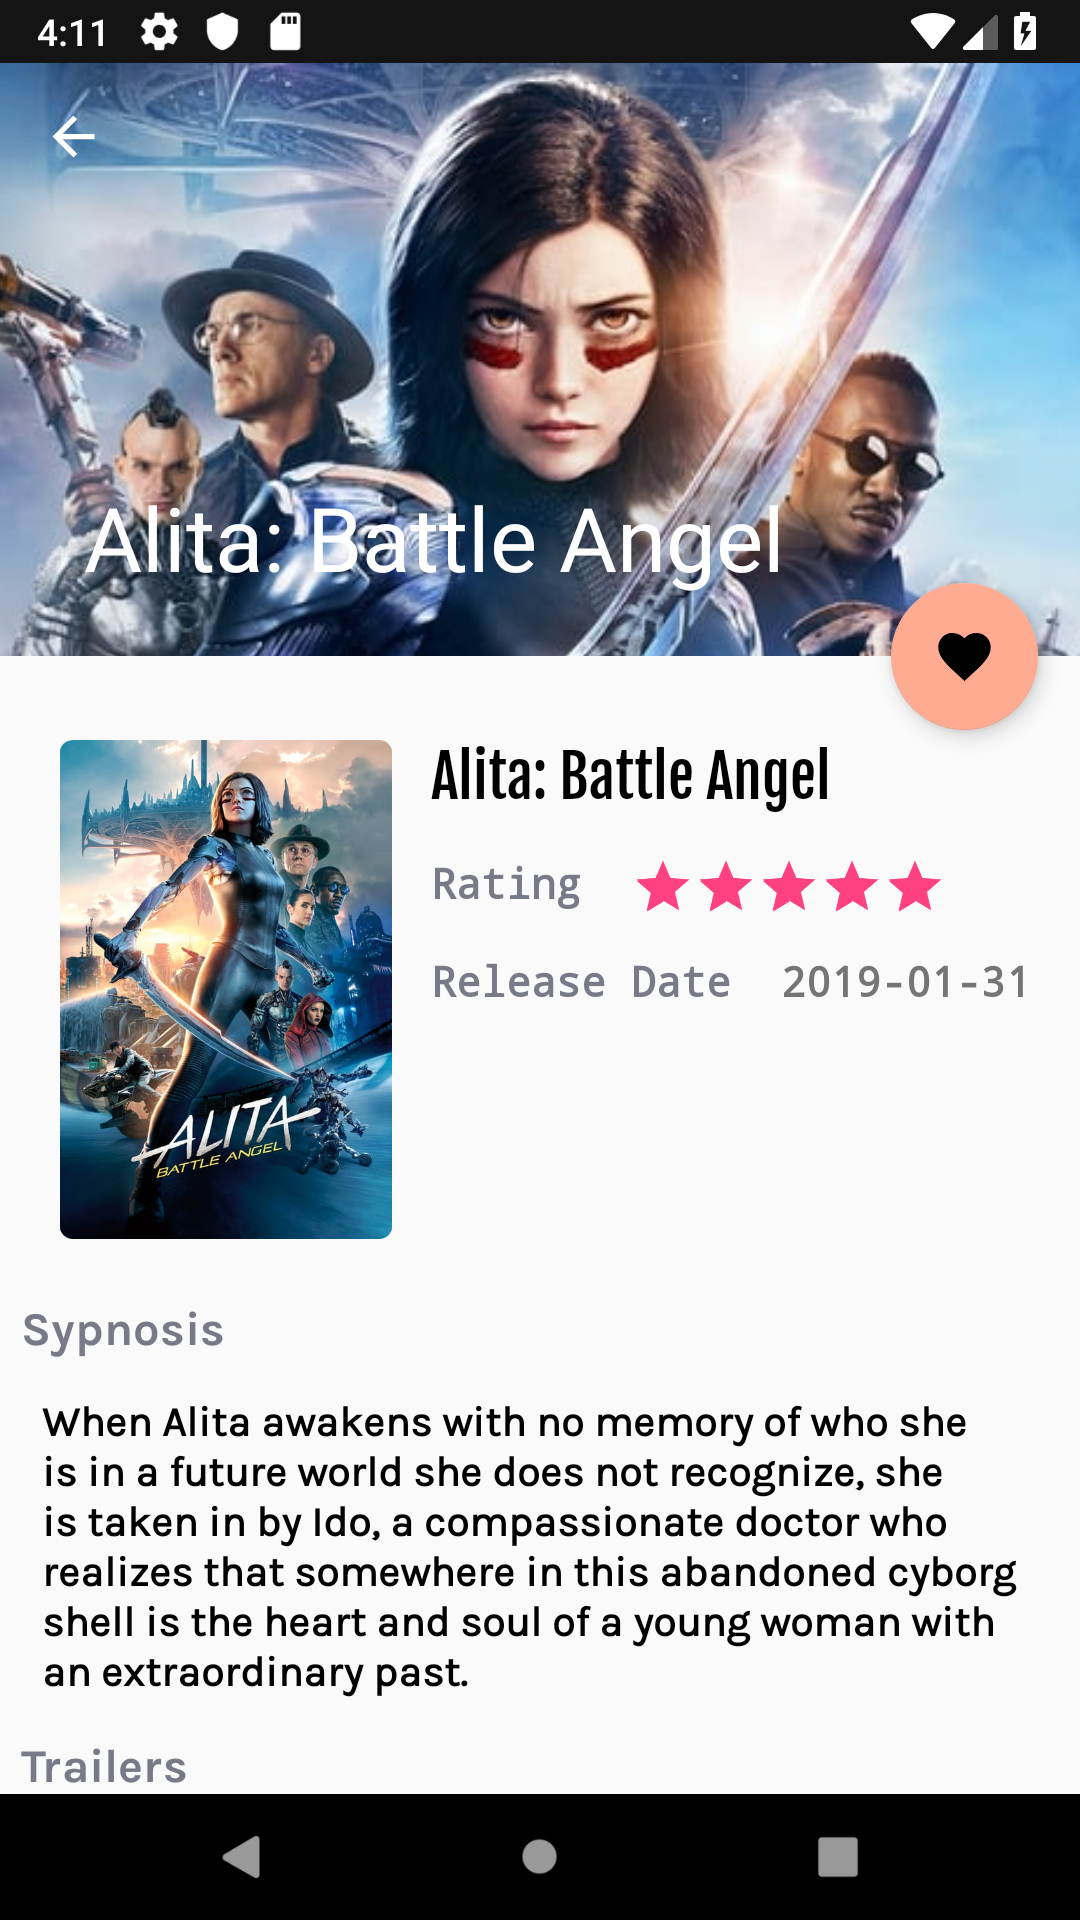 4:11
Alita: Battle Angel
Alita: Battle Angel
Rating
Release Date 2019-01-31
ALITA
BATTLE ANGEL
Sypnosis
When Alita awakens with no memory of who she
is in a future world she does not recognize, she
is taken in by Ido, a compassionate doctor who
realizes that somewhere in this abandoned cyborg
shell is the heart and soul of a young woman with
an extraordinary past.
Trailers